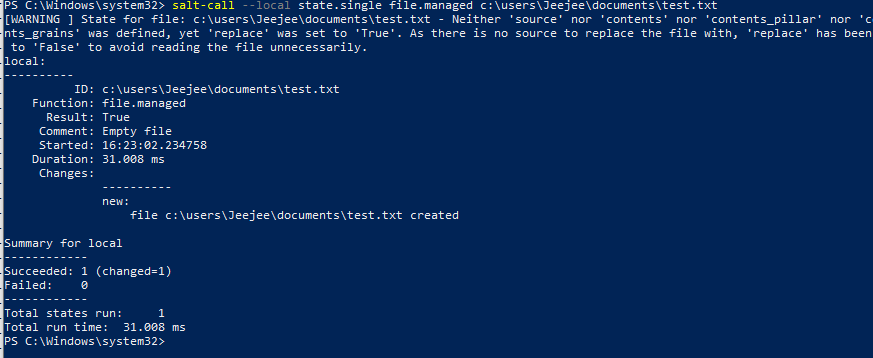 PS C:\Windows\system32> salt-call --local state.single file.managed c:\users\Jeejee\documents\test.txt
[WARNING ] State for file: c:\users\Jeejee\documents\test.txt - Neither 'source' nor 'contents' nor 'contents_pillar' nor 'c
nts_grains' was defined, yet 'replace' was set to 'True'. As there is no source to replace the file with, 'replace' has been
 to 'False' to avoid reading the file unnecessarily.
local:
----------
          ID: c:\users\Jeejee\documents\test.txt
    Function: file.managed
      Result: True
     Comment: Empty file
     Started: 16:23:02.234758
    Duration: 31.008 ms
     Changes:
              ----------
              new:
                  file c:\users\Jeejee\documents\test.txt created

Summary for local
------------
Succeeded: 1 (changed=1)
Failed:    0
------------
Total states run:     1
Total run time:  31.008 ms
PS C:\Windows\system32>